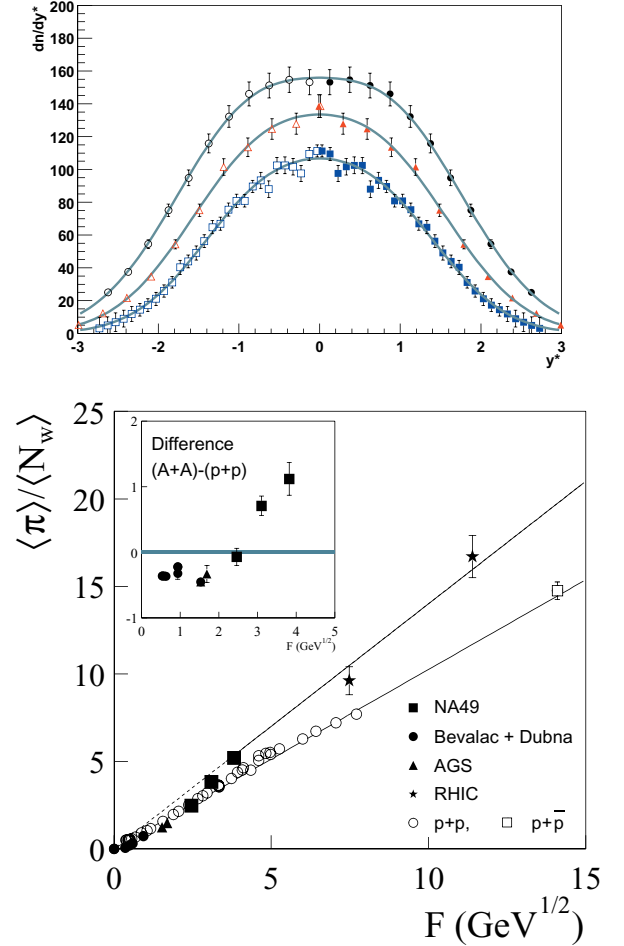 dn/dy*
200
180
160
140
120
100
80
60
40
20
0
-3 -2 -1 0 1 2 3
y*
⟨π⟩/⟨N_w⟩
25
20
15
10
5
0
2
1
0
-1
Difference
(A+A)-(p+p)
0 1 2 3 4 5
F (GeV^{1/2})
NA49
Bevalac + Dubna
AGS
RHIC
p+p, p+p̅
0 5 10 15
F (GeV^{1/2})